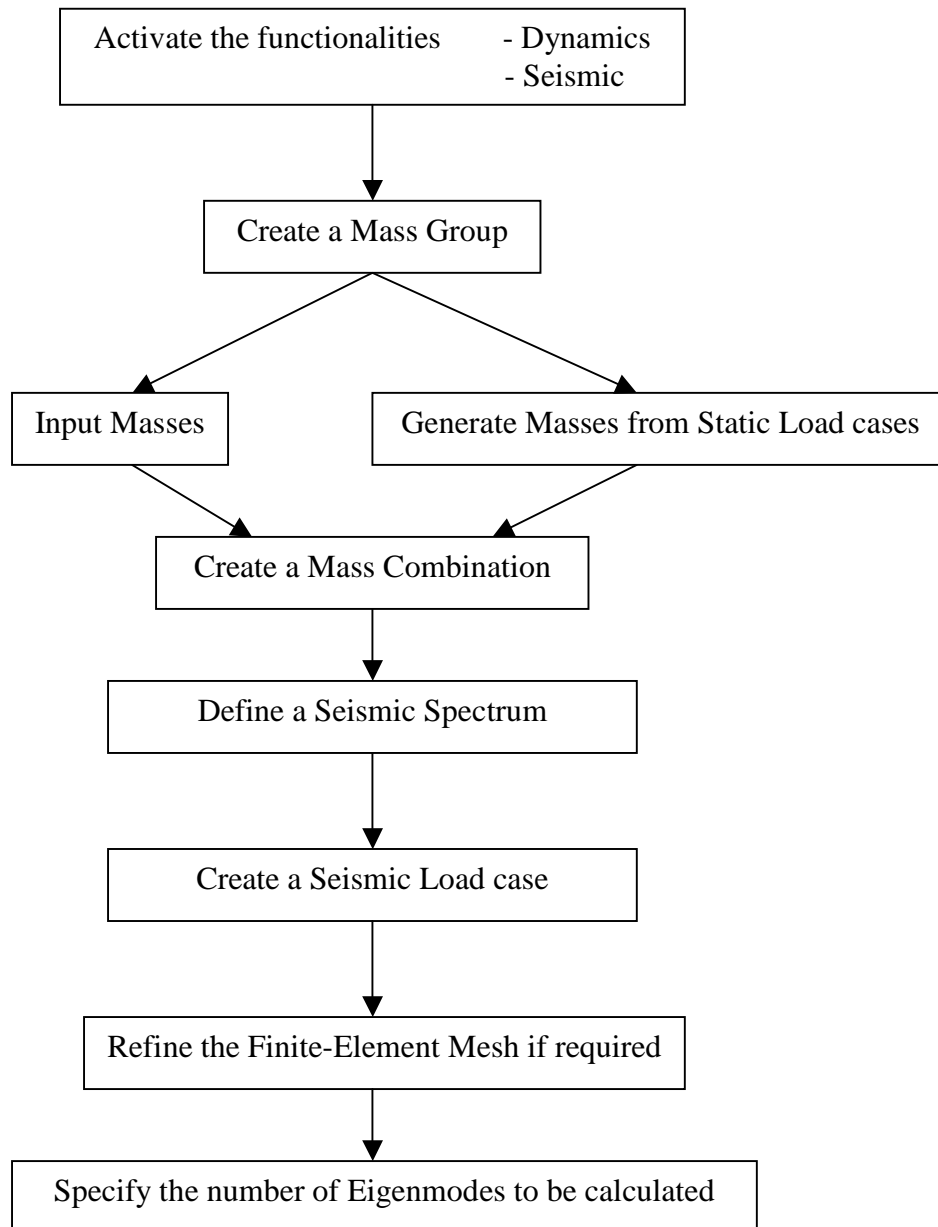 Activate the functionalities - Dynamics
- Seismic
Create a Mass Group
Input Masses
Generate Masses from Static Load cases
Create a Mass Combination
Define a Seismic Spectrum
Create a Seismic Load case
Refine the Finite-Element Mesh if required
Specify the number of Eigenmodes to be calculated